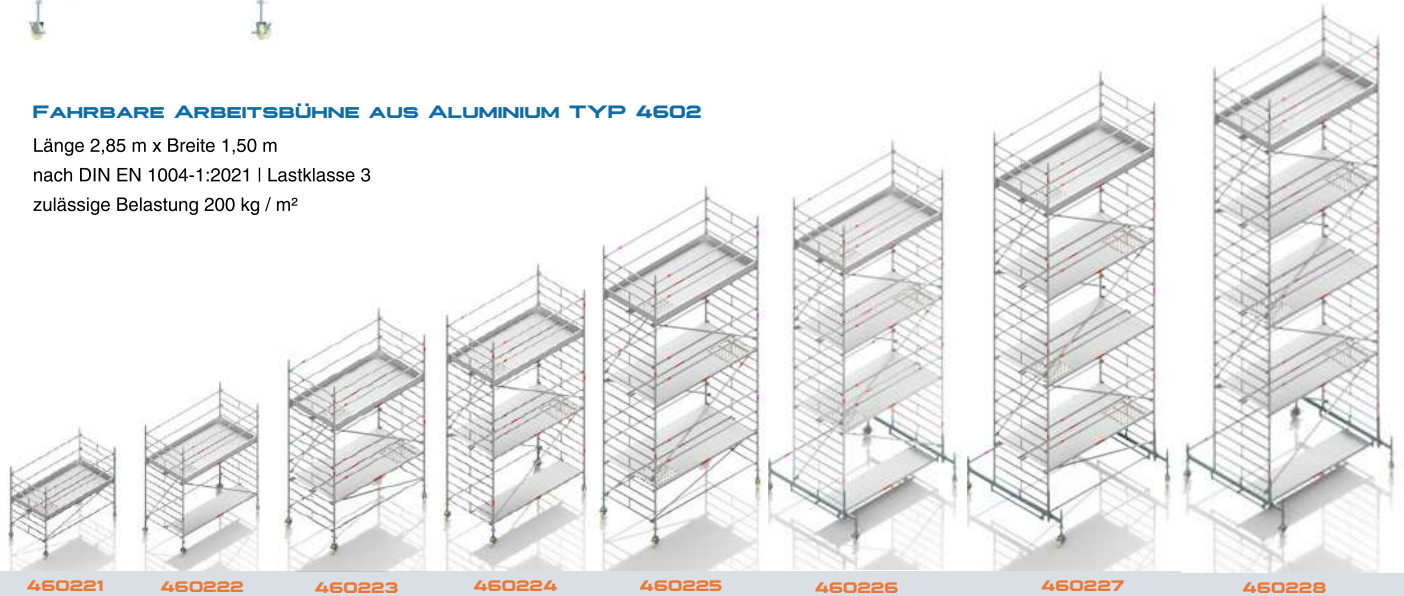 FAHRBARE ARBEITSBÜHNE AUS ALUMINIUM TYP 4602
Länge 2,85 m x Breite 1,50 m
nach DIN EN 1004-1:2021 | Lastklasse 3
zulässige Belastung 200 kg / m²
460221 460222 460223 460224 460225 460226 460227 460228